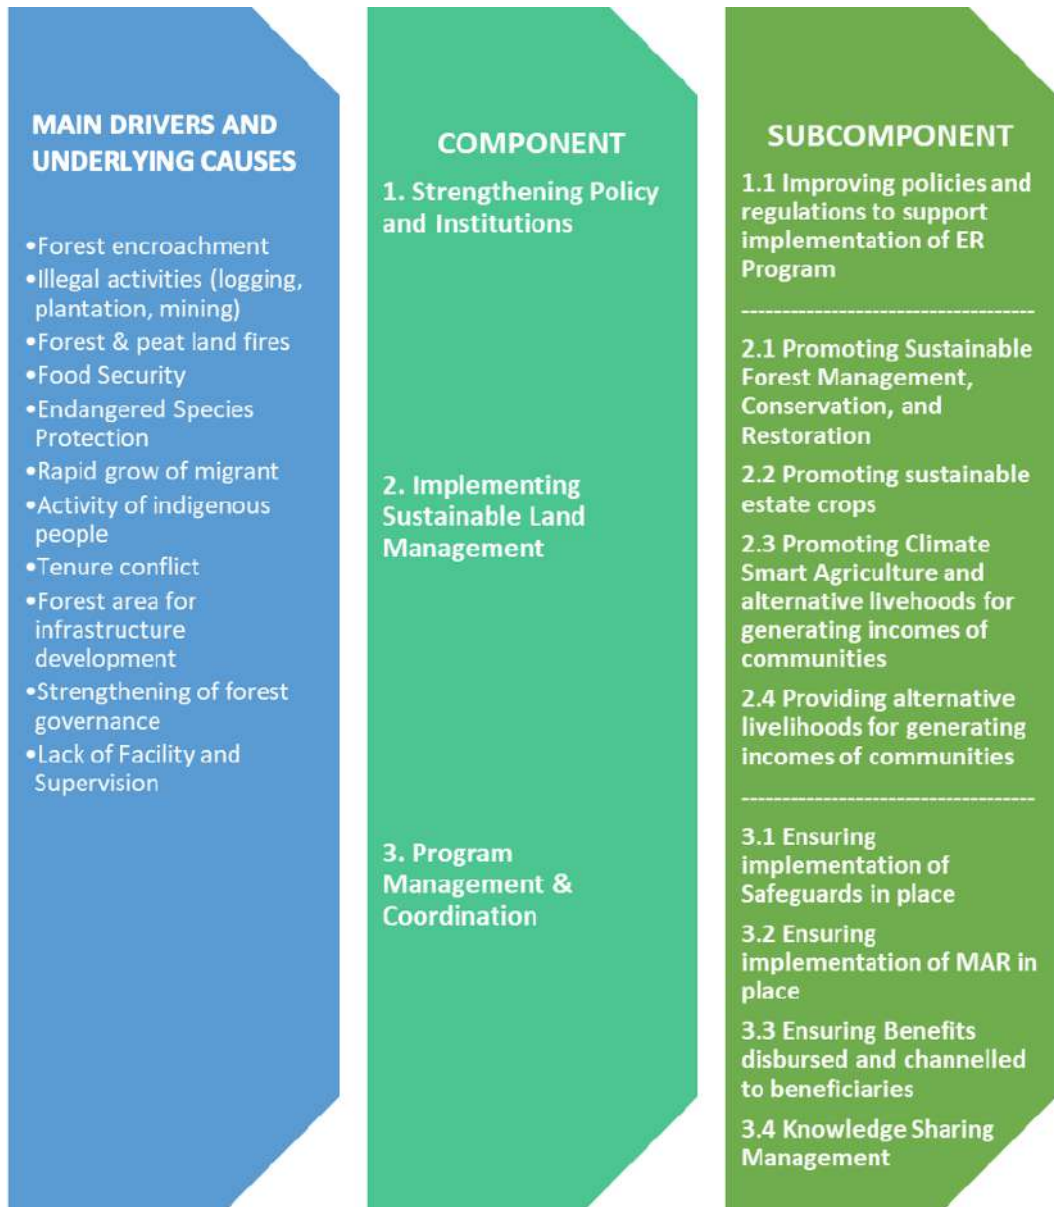 MAIN DRIVERS AND
UNDERLYING CAUSES
•Forest encroachment
•Illegal activities (logging,
plantation, mining)
•Forest & peat land fires
•Food Security
•Endangered Species
Protection
•Rapid grow of migrant
•Activity of indigenous
people
•Tenure conflict
•Forest area for
infrastructure
development
•Strengthening of forest
governance
•Lack of Facility and
Supervision
COMPONENT
1. Strengthening Policy
and Institutions
2. Implementing
Sustainable Land
Management
3. Program
Management &
Coordination
SUBCOMPONENT
1.1 Improving policies and
regulations to support
implementation of ER
Program
------------------------------------
2.1 Promoting Sustainable
Forest Management,
Conservation, and
Restoration
2.2 Promoting sustainable
estate crops
2.3 Promoting Climate
Smart Agriculture and
alternative livehoods for
generating incomes of
communities
2.4 Providing alternative
livelihoods for generating
incomes of communities
------------------------------------
3.1 Ensuring
implementation of
Safeguards in place
3.2 Ensuring
implementation of MAR in
place
3.3 Ensuring Benefits
disbursed and channelled
to beneficiaries
3.4 Knowledge Sharing
Management